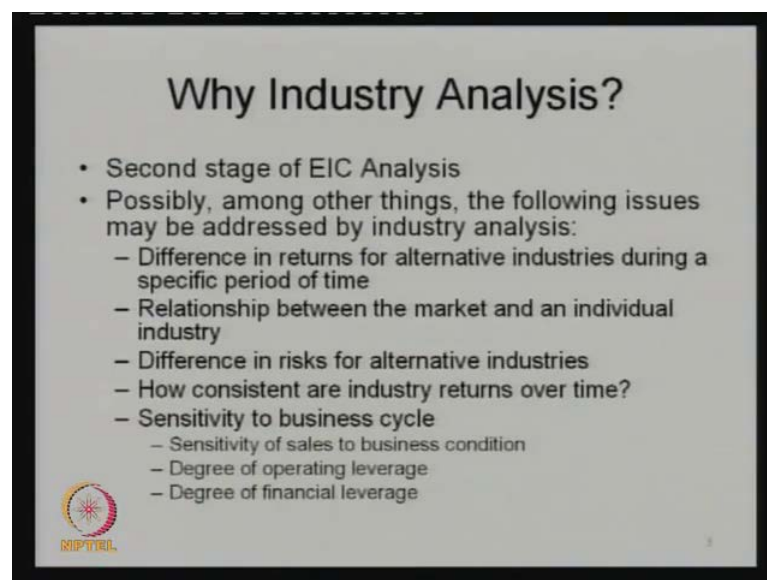 Why Industry Analysis?
• Second stage of EIC Analysis
• Possibly, among other things, the following issues
may be addressed by industry analysis:
– Difference in returns for alternative industries during a
specific period of time
– Relationship between the market and an individual
industry
– Difference in risks for alternative industries
– How consistent are industry returns over time?
– Sensitivity to business cycle
– Sensitivity of sales to business condition
– Degree of operating leverage
– Degree of financial leverage
NPTEL